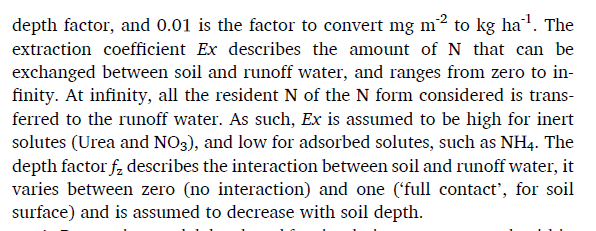 depth factor, and 0.01 is the factor to convert mg m⁻² to kg ha⁻¹. The
extraction coefficient Ex describes the amount of N that can be
exchanged between soil and runoff water, and ranges from zero to in-
finity. At infinity, all the resident N of the N form considered is trans-
ferred to the runoff water. As such, Ex is assumed to be high for inert
solutes (Urea and NO₃), and low for adsorbed solutes, such as NH₄. The
depth factor f_z describes the interaction between soil and runoff water, it
varies between zero (no interaction) and one (‘full contact’, for soil
surface) and is assumed to decrease with soil depth.